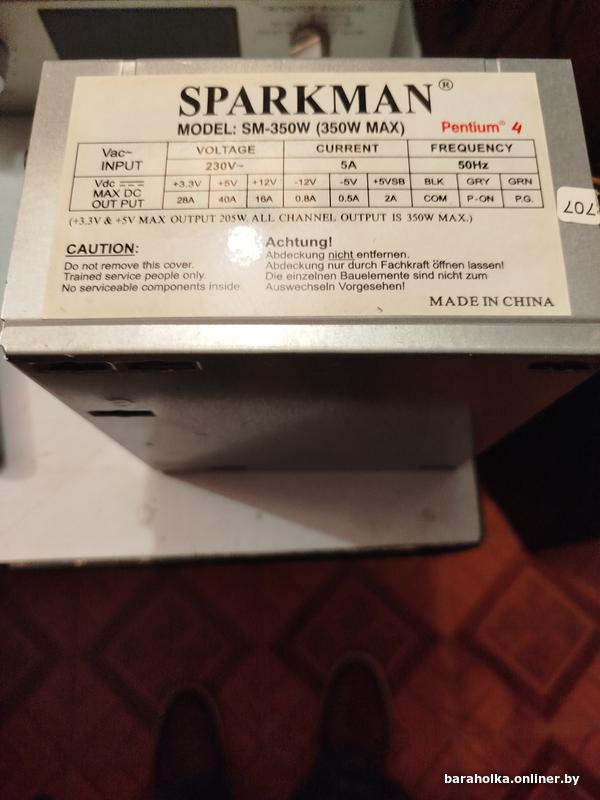 SPARKMAN®
MODEL: SM-350W (350W MAX) Pentium® 4
Vac~ INPUT VOLTAGE CURRENT FREQUENCY
230V~ 5A 50Hz
Vdc MAX DC OUTPUT +3.3V +5V +12V -12V -5V +5VSB BLK GRY GRN
28A 40A 16A 0.8A 0.5A 2A COM P-ON P.G.
(+3.3V & +5V MAX OUTPUT 205W. ALL CHANNEL OUTPUT IS 350W MAX.)
CAUTION:
Do not remove this cover.
Trained service people only.
No serviceable components inside.
Achtung!
Abdeckung nicht entfernen.
Abdeckung nur durch Fachkraft öffnen lassen!
Die einzelnen Bauelemente sind nicht zum
Auswechseln Vorgesehen!
MADE IN CHINA
707
baraholka.onliner.by